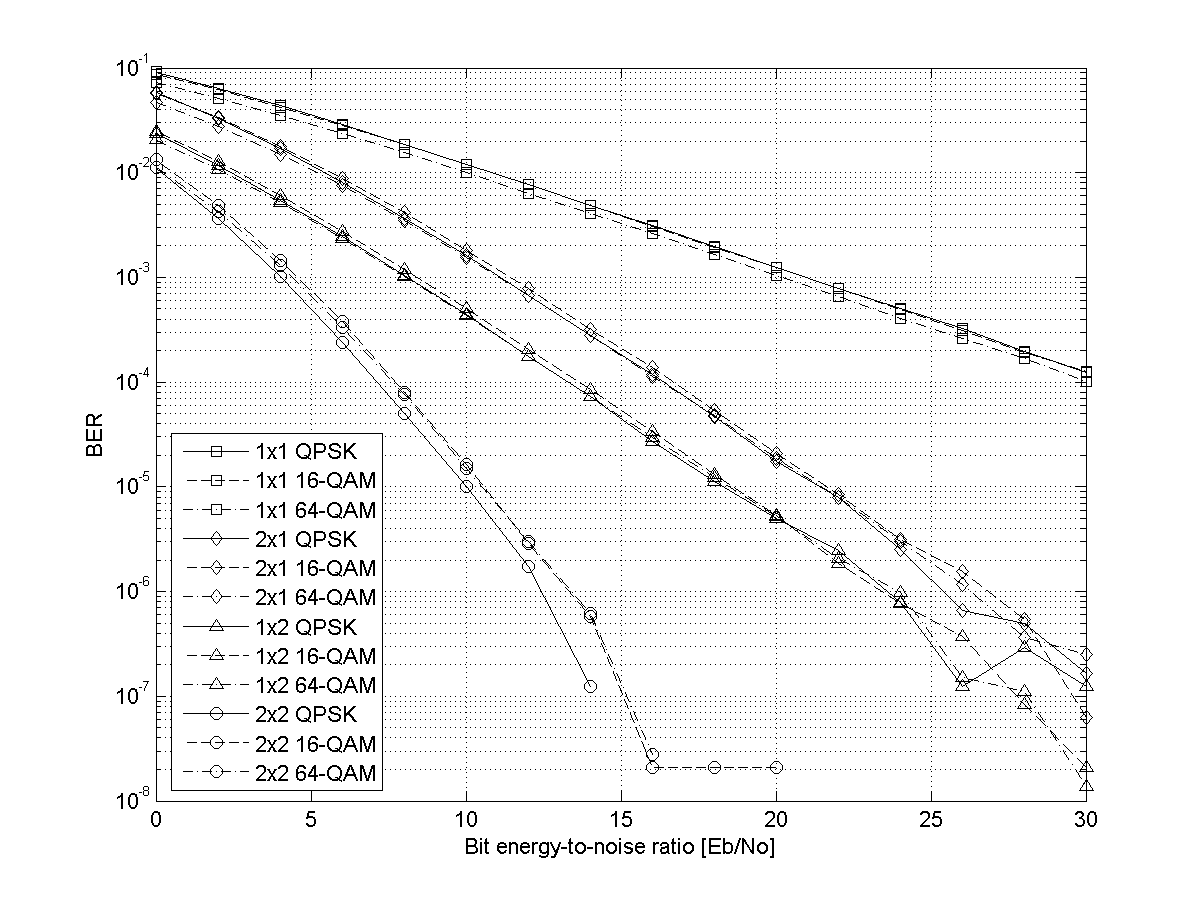 10^-1
10^-2
10^-3
10^-4
10^-5
10^-6
10^-7
10^-8
BER
1x1 QPSK
1x1 16-QAM
1x1 64-QAM
2x1 QPSK
2x1 16-QAM
2x1 64-QAM
1x2 QPSK
1x2 16-QAM
1x2 64-QAM
2x2 QPSK
2x2 16-QAM
2x2 64-QAM
0 5 10 15 20 25 30
Bit energy-to-noise ratio [Eb/No]